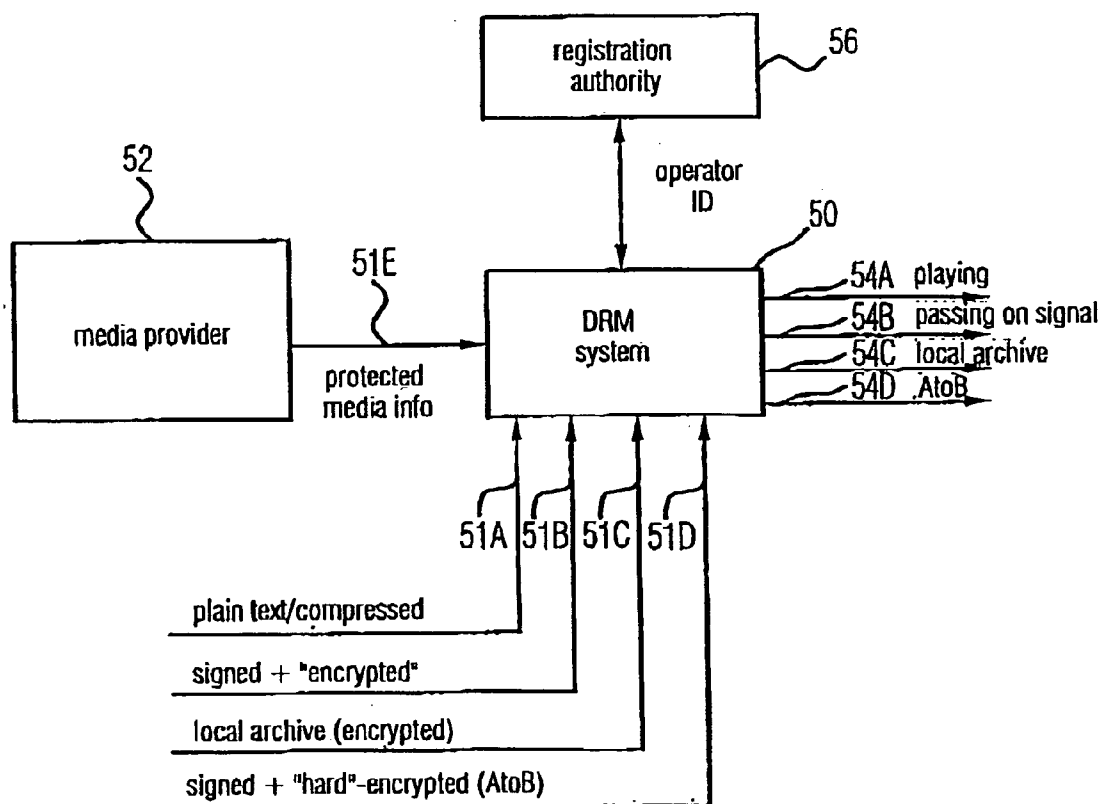 registration
authority
56
operator
ID
52
media provider
51E
protected
media info
50
DRM
system
54A playing
54B passing on signal
54C local archive
54D AtoB
51A 51B 51C 51D
plain text/compressed
signed + "encrypted"
local archive (encrypted)
signed + "hard"-encrypted (AtoB)